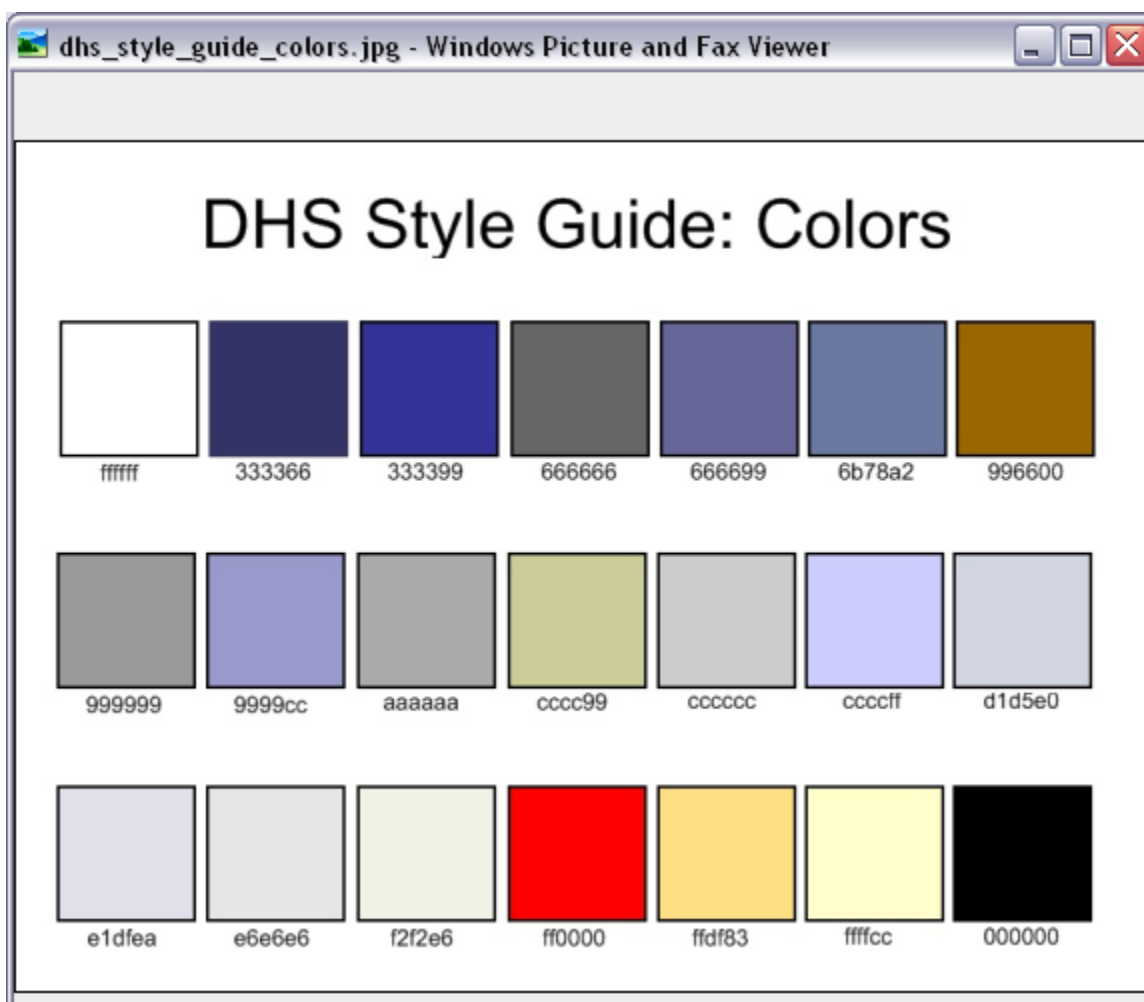 dhs_style_guide_colors.jpg - Windows Picture and Fax Viewer
DHS Style Guide: Colors
ffffff 333366 333399 666666 666699 6b78a2 996600
999999 9999cc aaaaaa cccc99 cccccc ccccff d1d5e0
e1dfea e6e6e6 f2f2e6 ff0000 ffdf83 ffffcc 000000